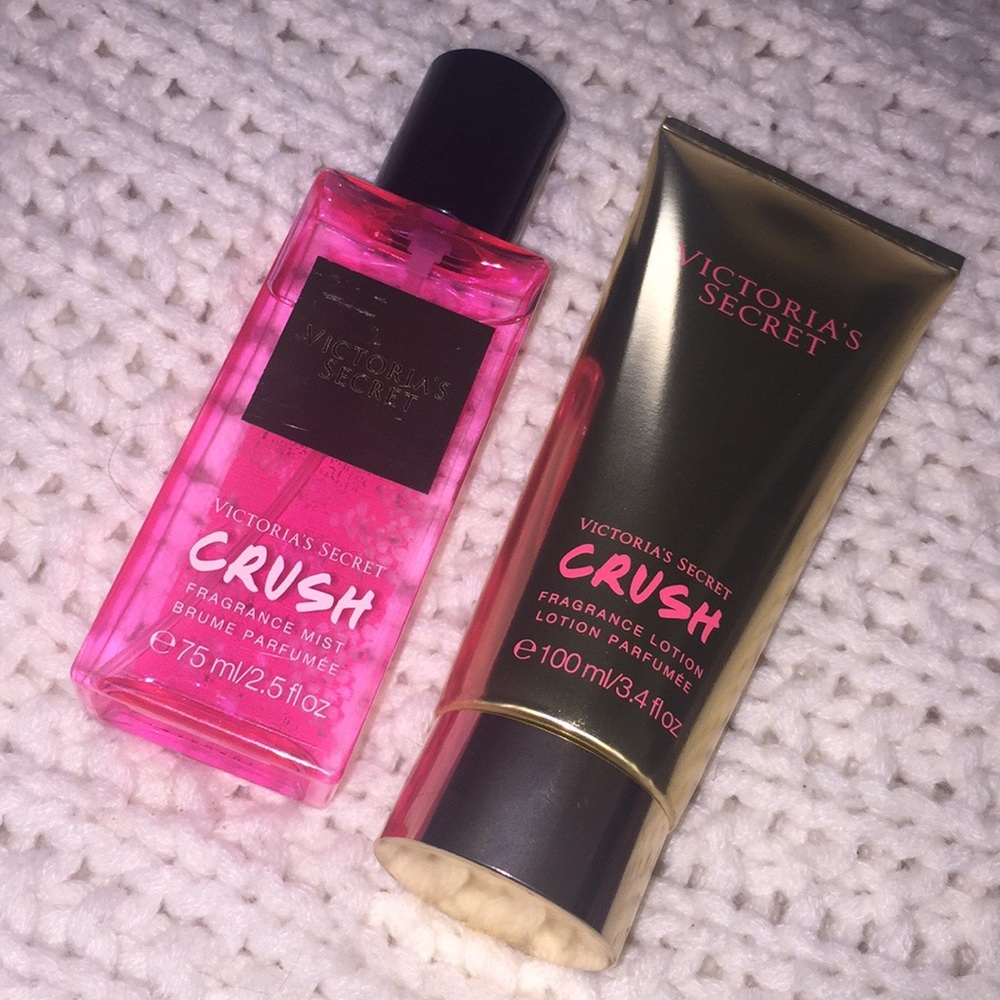 VICTORIA'S
SECRET
VICTORIA'S SECRET
CRUSH
FRAGRANCE MIST
BRUME PARFUMÉE
℮75 ml/2.5 fl oz
VICTORIA'S
SECRET
VICTORIA'S SECRET
CRUSH
FRAGRANCE LOTION
LOTION PARFUMÉE
℮100 ml/3.4 fl oz